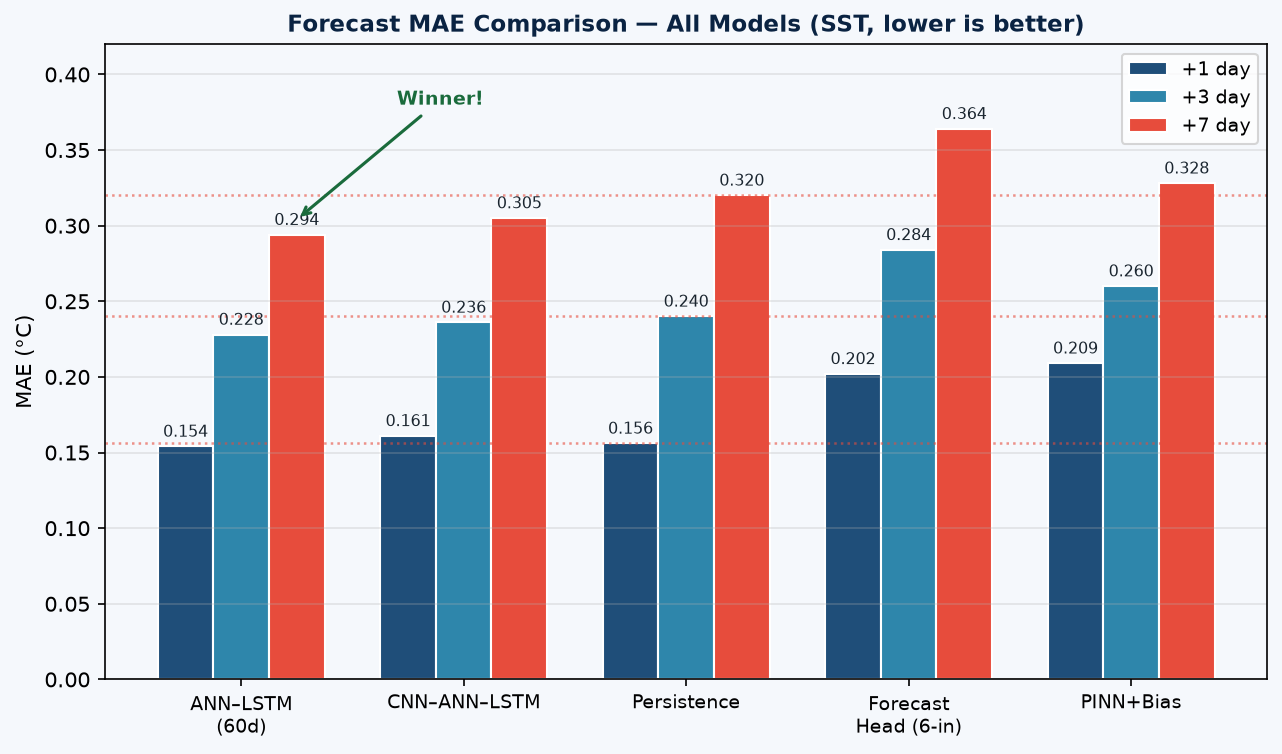 Forecast MAE Comparison — All Models (SST, lower is better)
MAE (°C)
0.40
0.35
0.30
0.25
0.20
0.15
0.10
0.05
0.00
Winner!
+1 day
+3 day
+7 day
0.154
0.228
0.294
0.161
0.236
0.305
0.156
0.240
0.320
0.202
0.284
0.364
0.209
0.260
0.328
ANN–LSTM
(60d)
CNN–ANN–LSTM
Persistence
Forecast
Head (6-in)
PINN+Bias